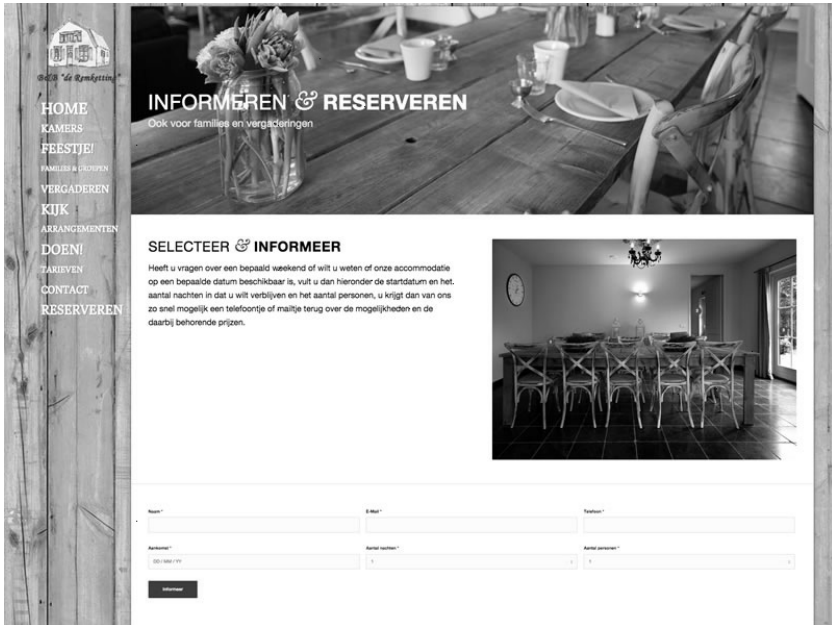 B&B "de Remketting"
HOME
KAMERS
FEESTJE!
FAMILIES & GROEPEN
VERGADEREN
KIJK
ARRANGEMENTEN
DOEN!
TARIEVEN
CONTACT
RESERVEREN
INFORMEREN & RESERVEREN
Ook voor families en vergaderingen
SELECTEER & INFORMEER
Heeft u vragen over een bepaald weekend of wilt u weten of onze accommodatie
op een bepaalde datum beschikbaar is, vult u dan hieronder de startdatum en het.
aantal nachten in dat u wilt verblijven en het aantal personen, u krijgt dan van ons
zo snel mogelijk een telefoontje of mailtje terug over de mogelijkheden en de
daarbij behorende prijzen.
Naam * E-Mail * Telefoon *
Aankomst * Aantal nachten * Aantal personen *
DD / MM / YY 1 1
Informeer